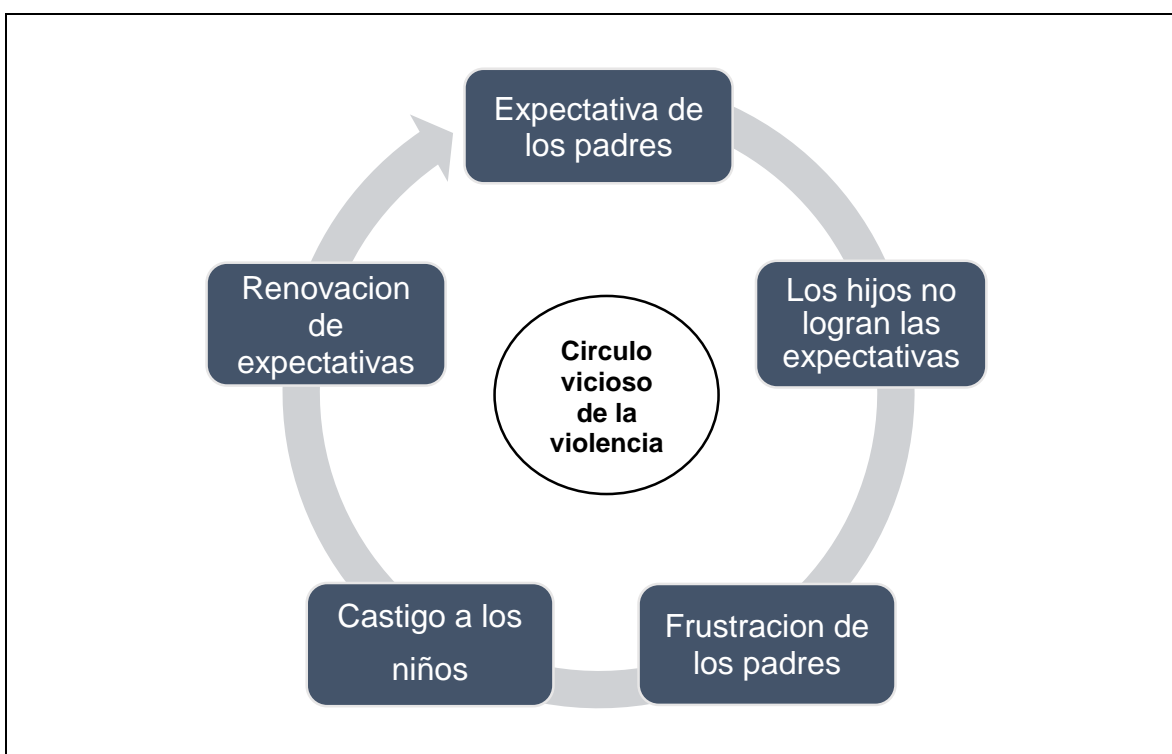 Expectativa de
los padres
Los hijos no
logran las
expectativas
Frustracion de
los padres
Castigo a los
niños
Renovacion
de
expectativas
Circulo
vicioso
de la
violencia